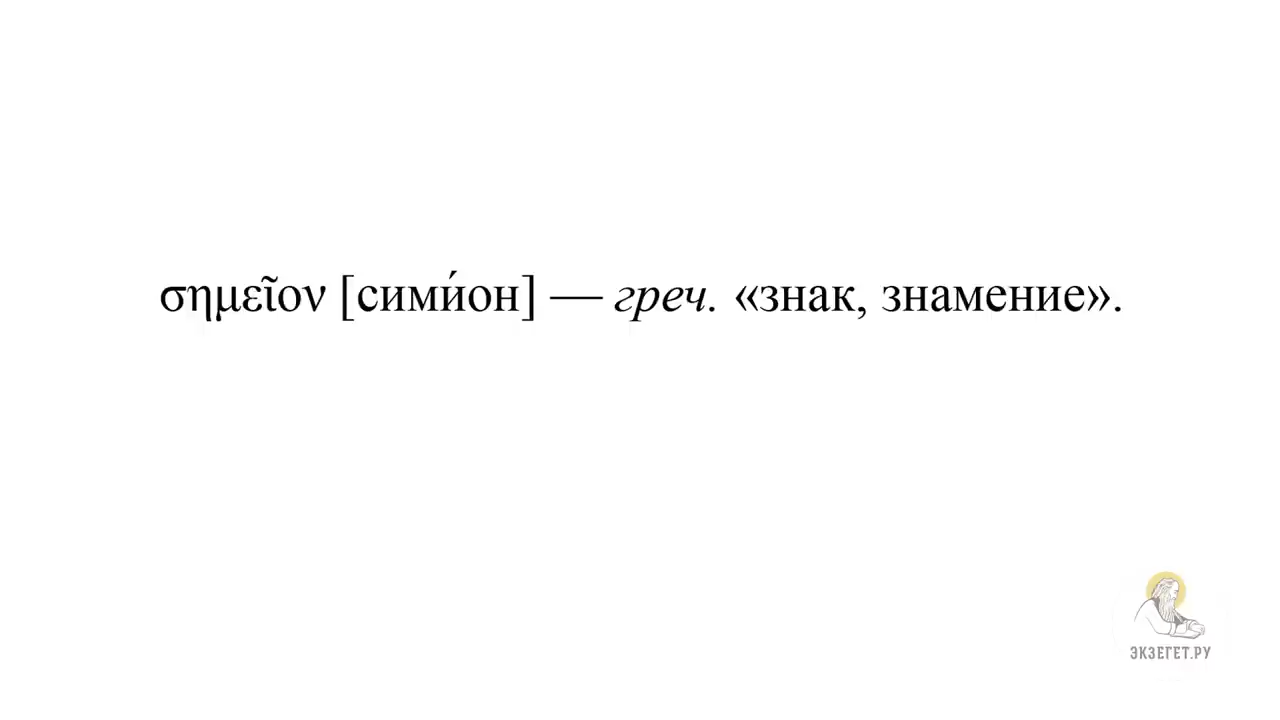 σημεῖον [сими́он] — греч. «знак, знамение».
ЭКЗЕГЕТ.РУ